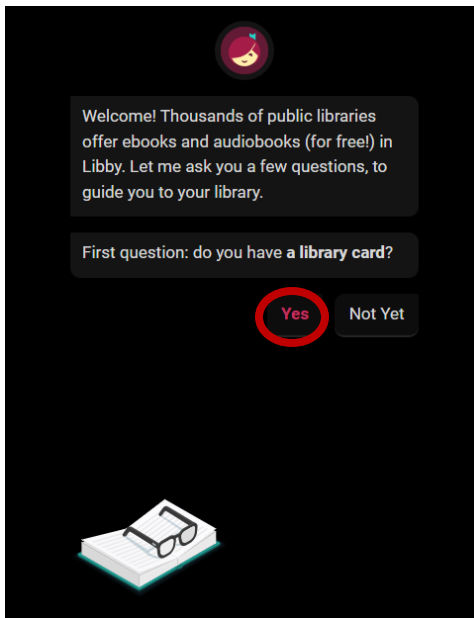 Welcome! Thousands of public libraries
offer ebooks and audiobooks (for free!) in
Libby. Let me ask you a few questions, to
guide you to your library.
First question: do you have a library card?
Yes
Not Yet